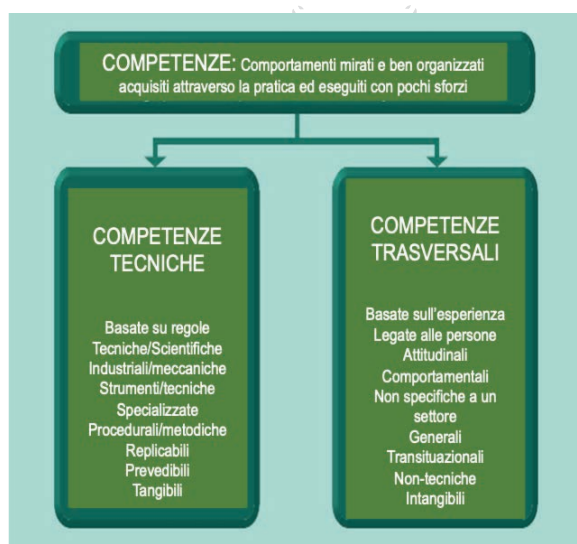 COMPETENZE: Comportamenti mirati e ben organizzati
acquisiti attraverso la pratica ed eseguiti con pochi sforzi
COMPETENZE
TECNICHE
Basate su regole
Tecniche/Scientifiche
Industriali/meccaniche
Strumenti/tecniche
Specializzate
Procedurali/metodiche
Replicabili
Prevedibili
Tangibili
COMPETENZE
TRASVERSALI
Basate sull'esperienza
Legate alle persone
Attitudinali
Comportamentali
Non specifiche a un
settore
Generali
Transituazionali
Non-tecniche
Intangibili